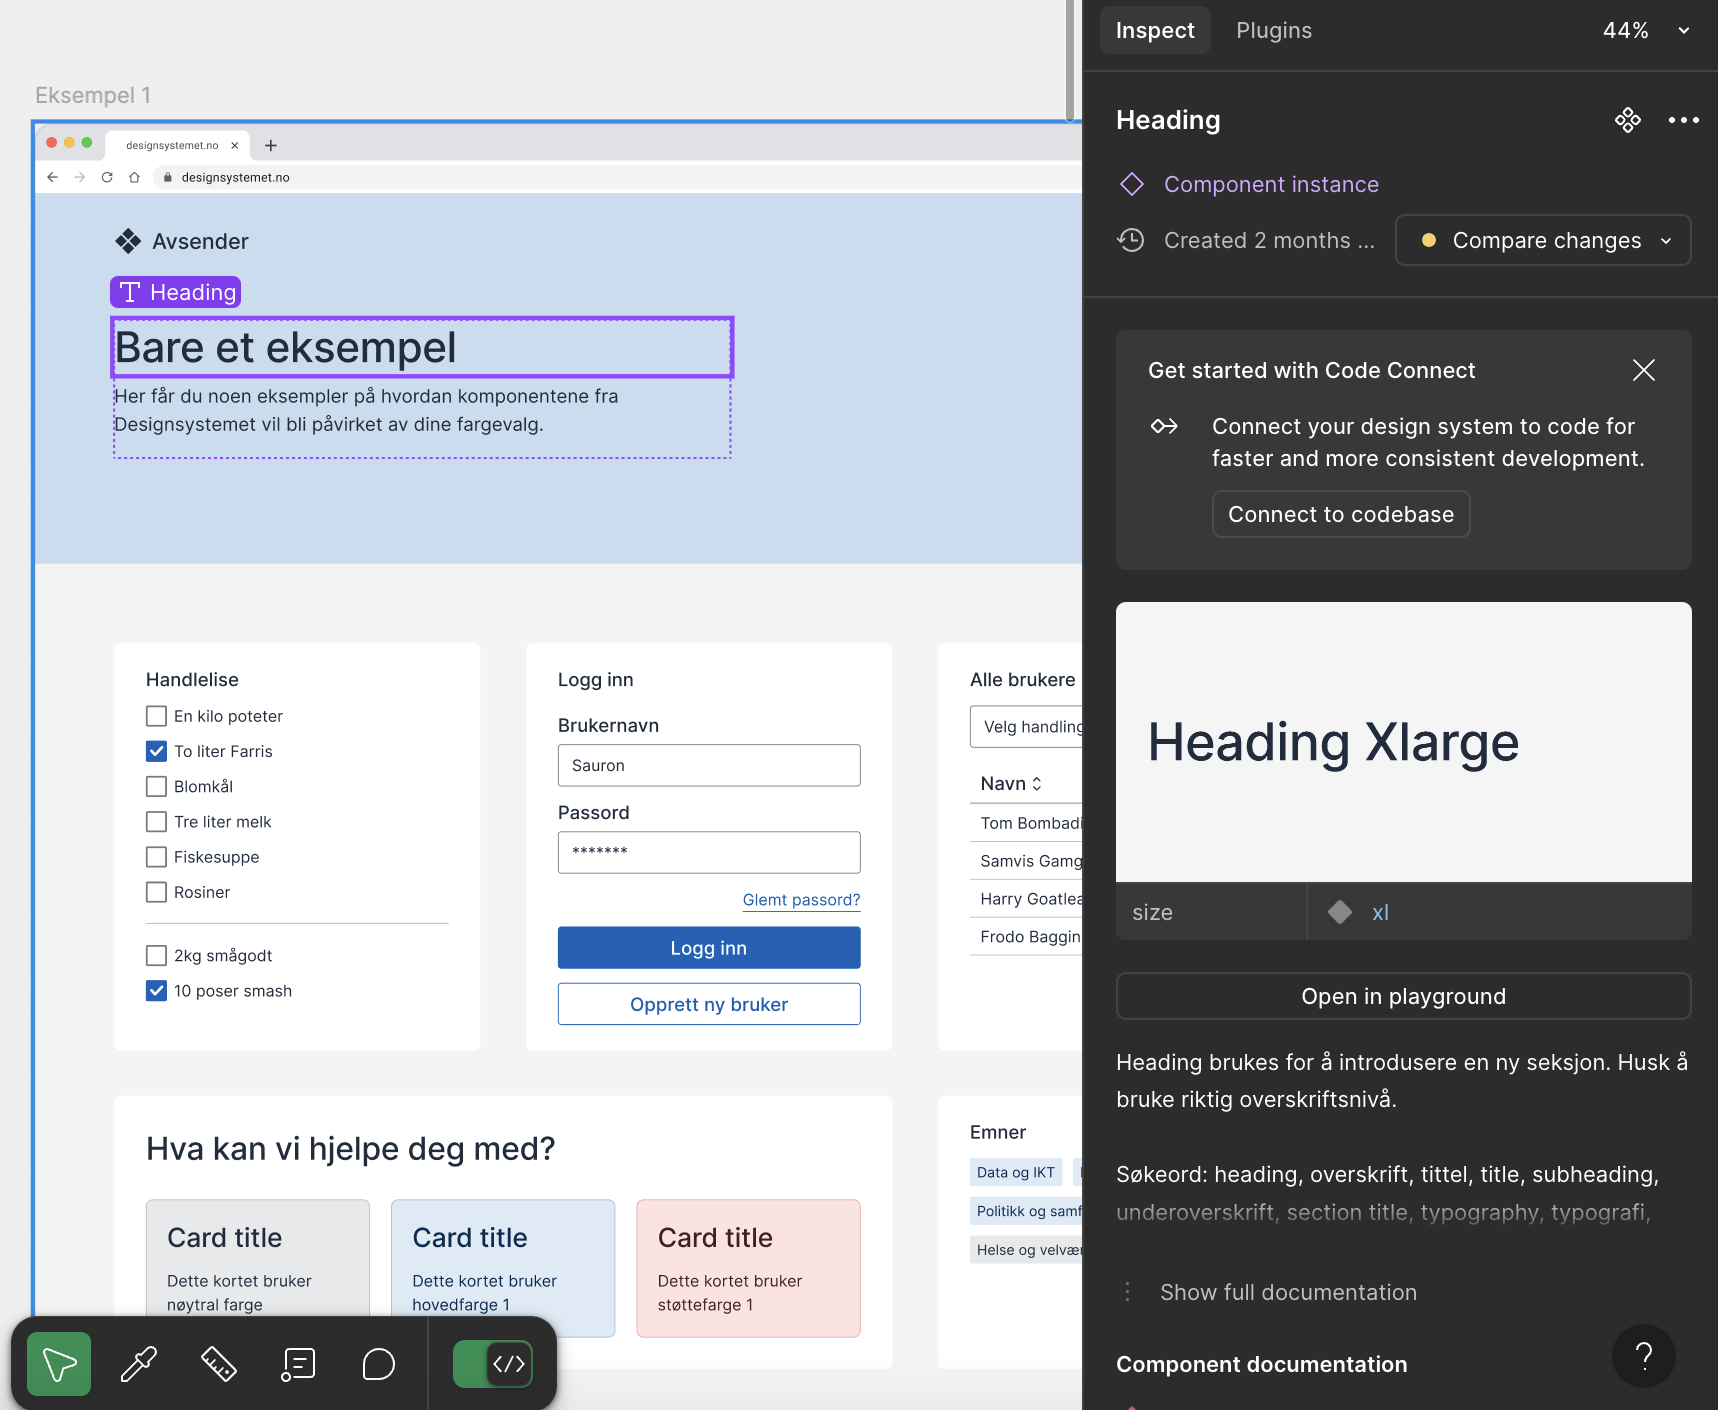 Eksempel 1
designsystemet.no
designsystemet.no
Avsender
Heading
Bare et eksempel
Her får du noen eksempler på hvordan komponentene fra
Designsystemet vil bli påvirket av dine fargevalg.
Handlelise
En kilo poteter
To liter Farris
Blomkål
Tre liter melk
Fiskesuppe
Rosiner
2kg smågodt
10 poser smash
Logg inn
Brukernavn
Sauron
Passord
*******
Glemt passord?
Logg inn
Opprett ny bruker
Alle brukere
Velg handling
Navn
Tom Bombadi
Samvis Gamg
Harry Goatlea
Frodo Baggin
Hva kan vi hjelpe deg med?
Card title
Dette kortet bruker
nøytral farge
Card title
Dette kortet bruker
hovedfarge 1
Card title
Dette kortet bruker
støttefarge 1
Emner
Data og IKT
Politikk og samf
Helse og velvær
Inspect
Plugins
44%
Heading
Component instance
Created 2 months ...
Compare changes
Get started with Code Connect
Connect your design system to code for
faster and more consistent development.
Connect to codebase
Heading Xlarge
size
xl
Open in playground
Heading brukes for å introdusere en ny seksjon. Husk å
bruke riktig overskriftsnivå.
Søkeord: heading, overskrift, tittel, title, subheading,
underoverskrift, section title, typography, typografi,
Show full documentation
Component documentation
?